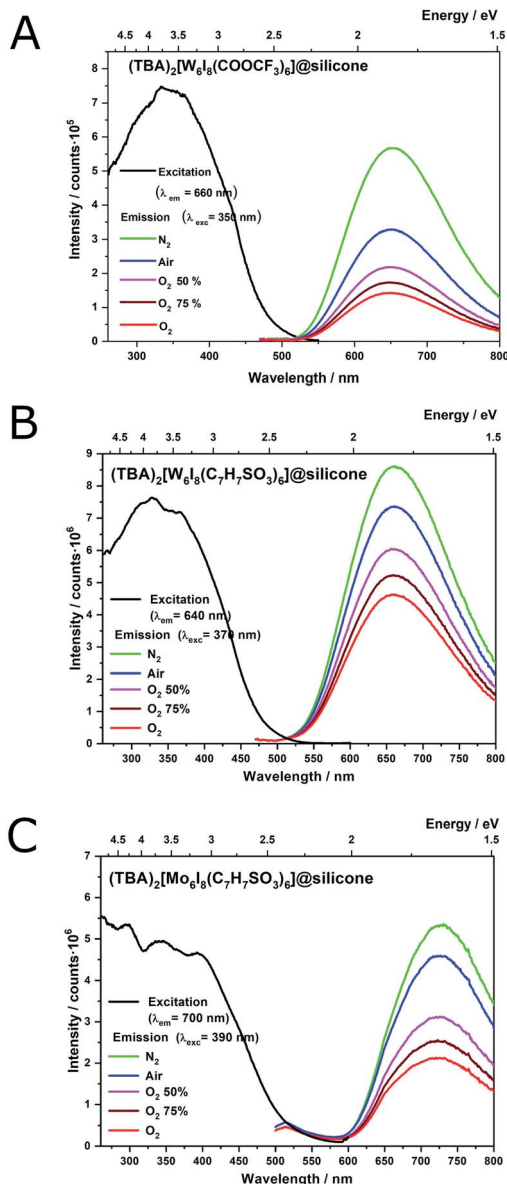 A
Energy / eV
4.5 4 3.5 3 2.5 2 1.5
(TBA)2[W6I8(COOCF3)6]@silicone
Intensity / counts·10^5
8
7
6
5
4
3
2
1
0
Excitation
(λ em = 660 nm)
Emission (λ exc= 350 nm)
N2
Air
O2 50 %
O2 75 %
O2
300 400 500 600 700 800
Wavelength / nm
B
Energy / eV
4.5 4 3.5 3 2.5 2 1.5
(TBA)2[W6I8(C7H7SO3)6]@silicone
Intensity / counts·10^6
9
8
7
6
5
4
3
2
1
0
Excitation
(λem= 640 nm)
Emission (λexc= 370 nm)
N2
Air
O2 50%
O2 75%
O2
300 350 400 450 500 550 600 650 700 750 800
Wavelength / nm
C
Energy / eV
4.5 4 3.5 3 2.5 2 1.5
(TBA)2[Mo6I8(C7H7SO3)6]@silicone
Intensity / counts·10^6
7
6
5
4
3
2
1
0
Excitation
(λem= 700 nm)
Emission (λexc= 390 nm)
N2
Air
O2 50%
O2 75%
O2
300 350 400 450 500 550 600 650 700 750 800
Wavelength / nm